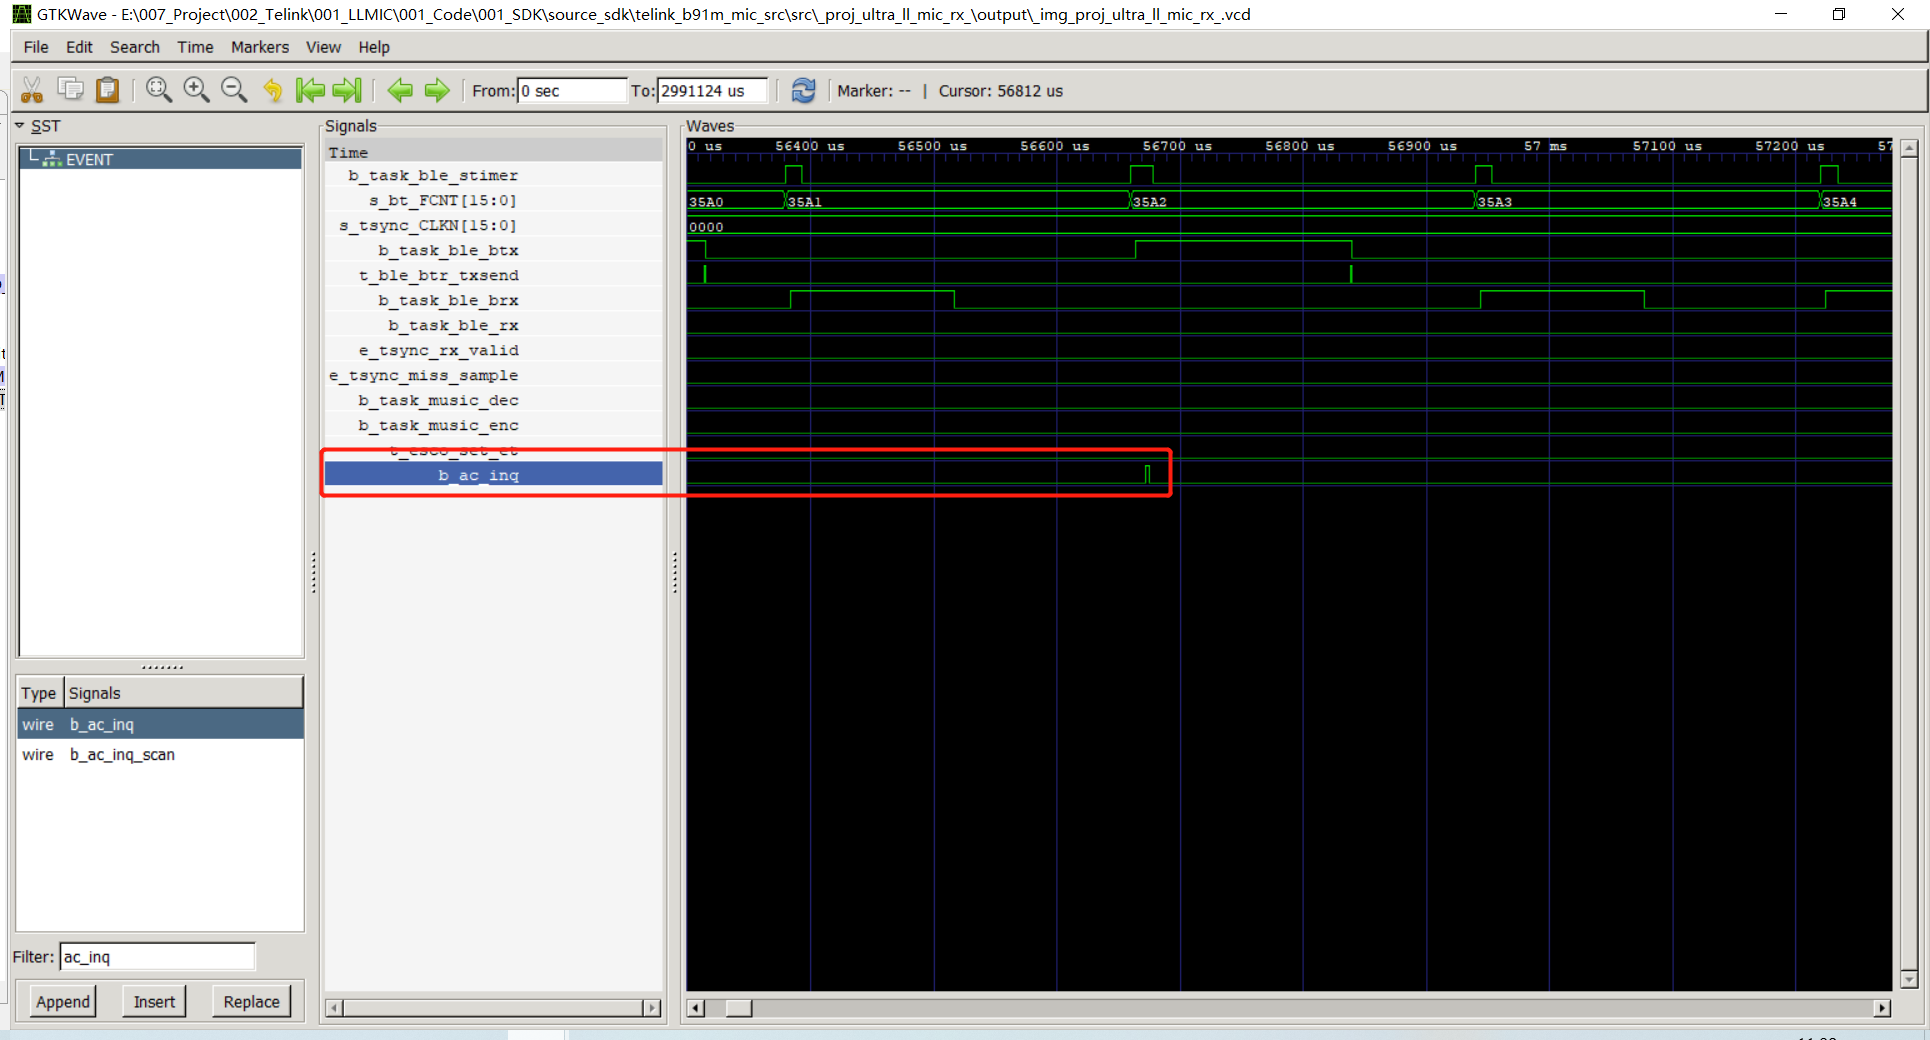 GTKWave - E:\007_Project\002_Telink\001_LLMIC\001_Code\001_SDK\source_sdk\telink_b91m_mic_src\src\_proj_ultra_ll_mic_rx_\output\_img_proj_ultra_ll_mic_rx_.vcd
File Edit Search Time Markers View Help
From: 0 sec To: 2991124 us Marker: -- | Cursor: 56812 us
SST
EVENT
Type Signals
wire b_ac_inq
wire b_ac_inq_scan
Filter: ac_inq
Append Insert Replace
Signals
Time
b_task_ble_stimer
s_bt_FCNT[15:0]
s_tsync_CLKN[15:0]
b_task_ble_btx
t_ble_btr_txsend
b_task_ble_brx
b_task_ble_rx
e_tsync_rx_valid
e_tsync_miss_sample
b_task_music_dec
b_task_music_enc
t_esco_set_et
b_ac_inq
Waves
0 us 56400 us 56500 us 56600 us 56700 us 56800 us 56900 us 57 ms 57100 us 57200 us 57
35A0 35A1 35A2 35A3 35A4
0000